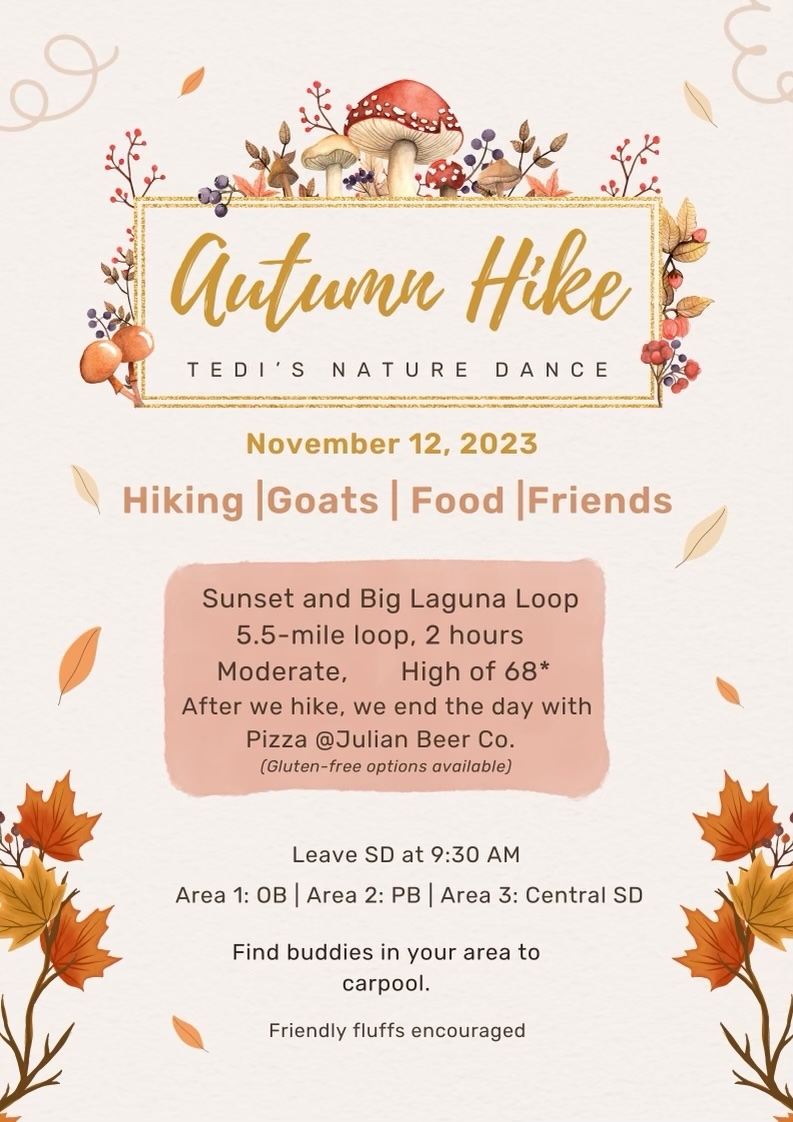 Autumn Hike
TEDI'S NATURE DANCE
November 12, 2023
Hiking |Goats | Food |Friends
Sunset and Big Laguna Loop
5.5-mile loop, 2 hours
Moderate, High of 68*
After we hike, we end the day with
Pizza @Julian Beer Co.
(Gluten-free options available)
Leave SD at 9:30 AM
Area 1: OB | Area 2: PB | Area 3: Central SD
Find buddies in your area to
carpool.
Friendly fluffs encouraged